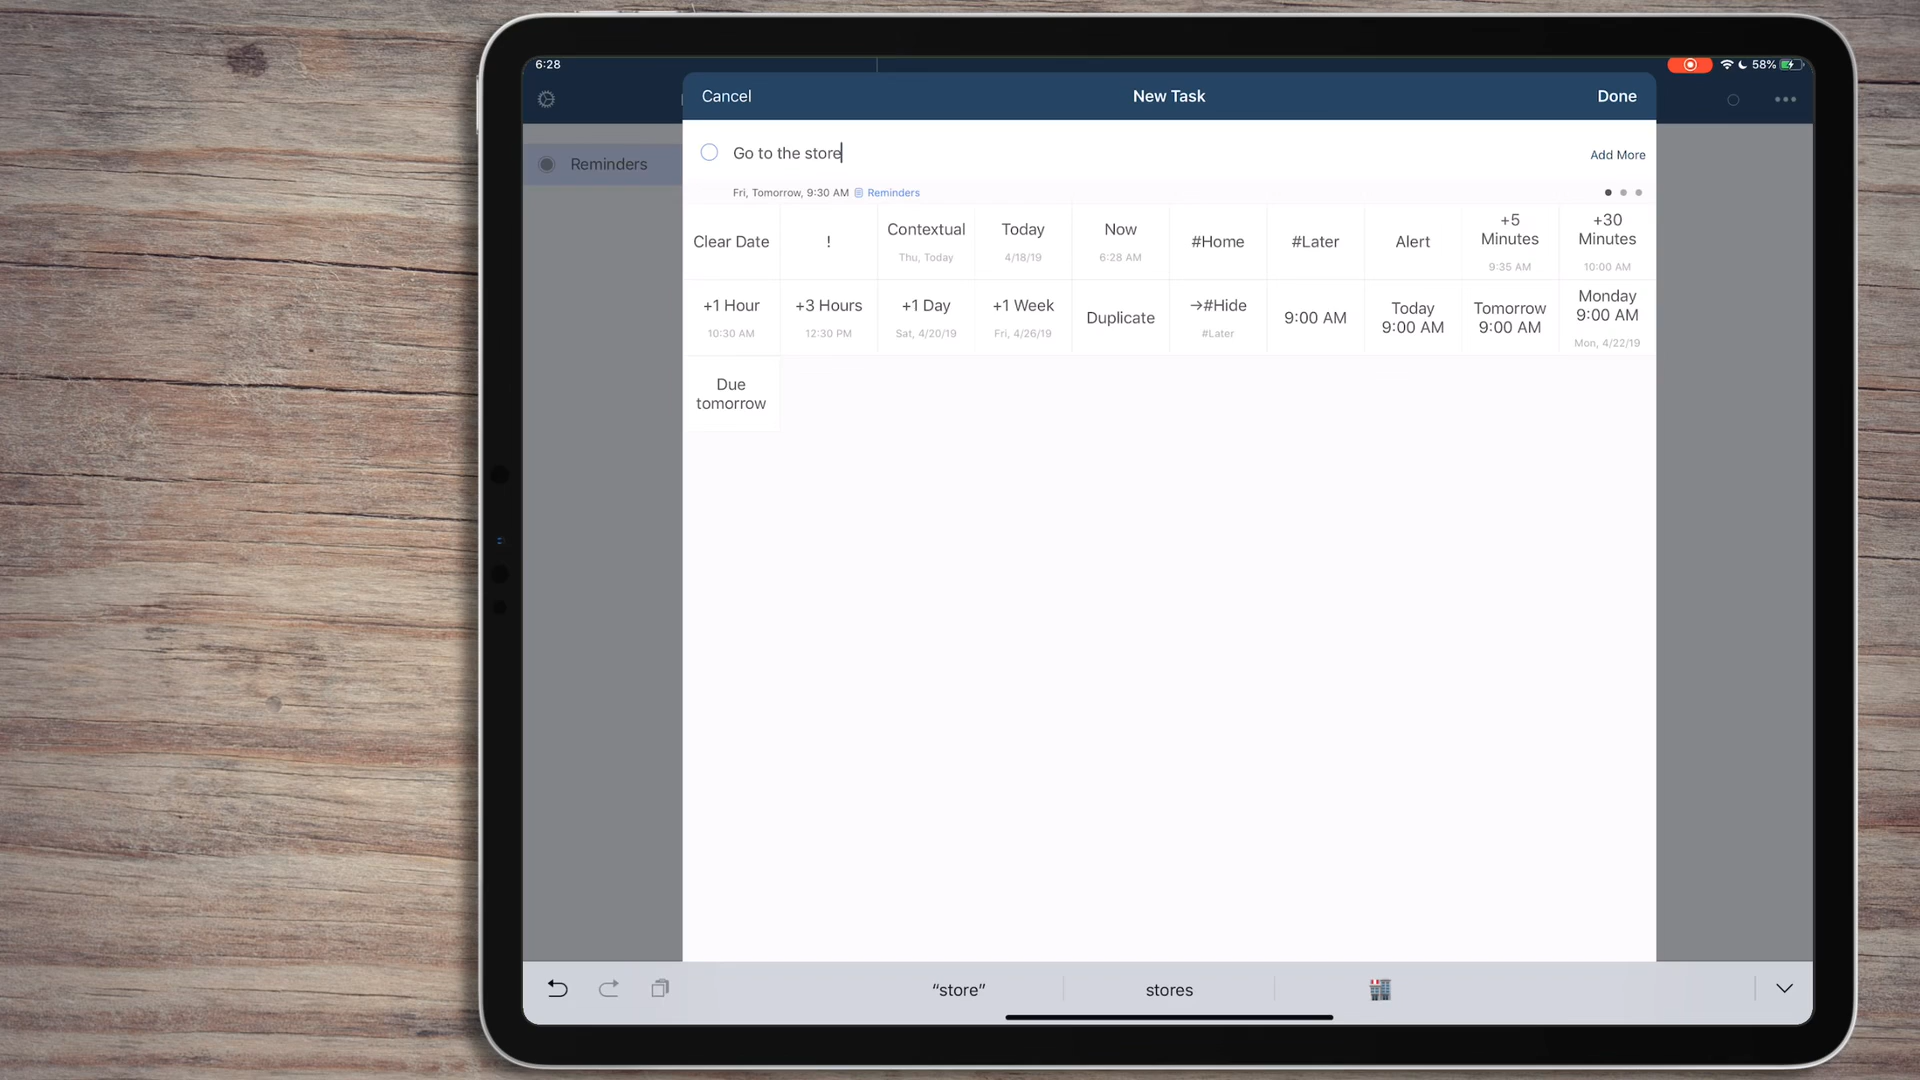 6:28
58%
Cancel
New Task
Done
Reminders
Go to the store
Add More
Fri, Tomorrow, 9:30 AM Reminders
Clear Date
!
Contextual
Thu, Today
Today
4/18/19
Now
6:28 AM
#Home
#Later
Alert
+5
Minutes
9:35 AM
+30
Minutes
10:00 AM
+1 Hour
10:30 AM
+3 Hours
12:30 PM
+1 Day
Sat, 4/20/19
+1 Week
Fri, 4/26/19
Duplicate
→#Hide
#Later
9:00 AM
Today
9:00 AM
Tomorrow
9:00 AM
Monday
9:00 AM
Mon, 4/22/19
Due
tomorrow
“store”
stores